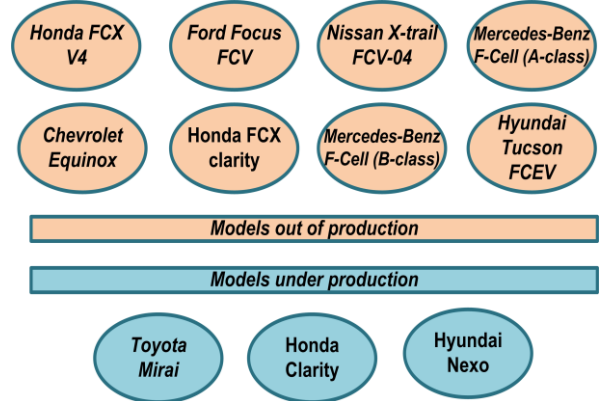 Honda FCX
V4
Ford Focus
FCV
Nissan X-trail
FCV-04
Mercedes-Benz
F-Cell (A-class)
Chevrolet
Equinox
Honda FCX
clarity
Mercedes-Benz
F-Cell (B-class)
Hyundai
Tucson
FCEV
Models out of production
Models under production
Toyota
Mirai
Honda
Clarity
Hyundai
Nexo